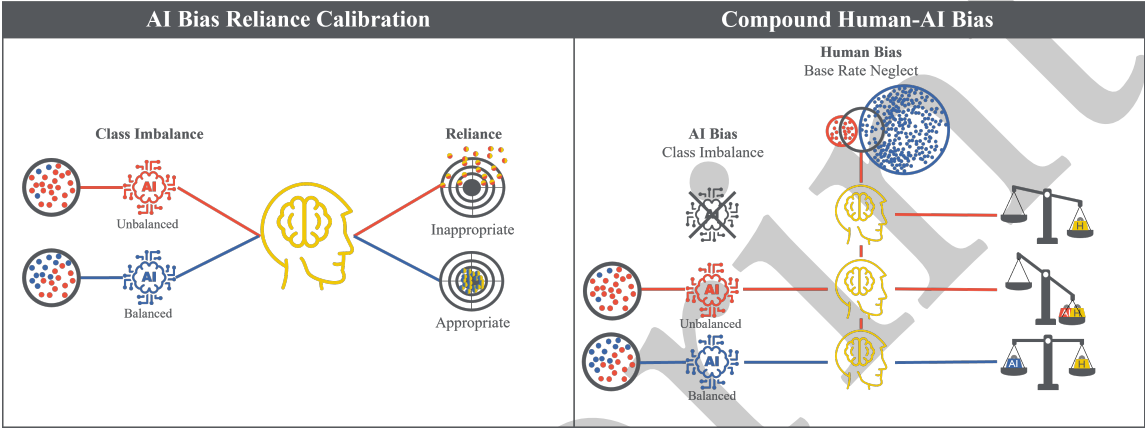 AI Bias Reliance Calibration
Class Imbalance
Reliance
AI
Unbalanced
Inappropriate
AI
Balanced
Appropriate
Compound Human-AI Bias
Human Bias
Base Rate Neglect
AI Bias
Class Imbalance
AI
H
AI
Unbalanced
H
AI
Balanced
AI
H